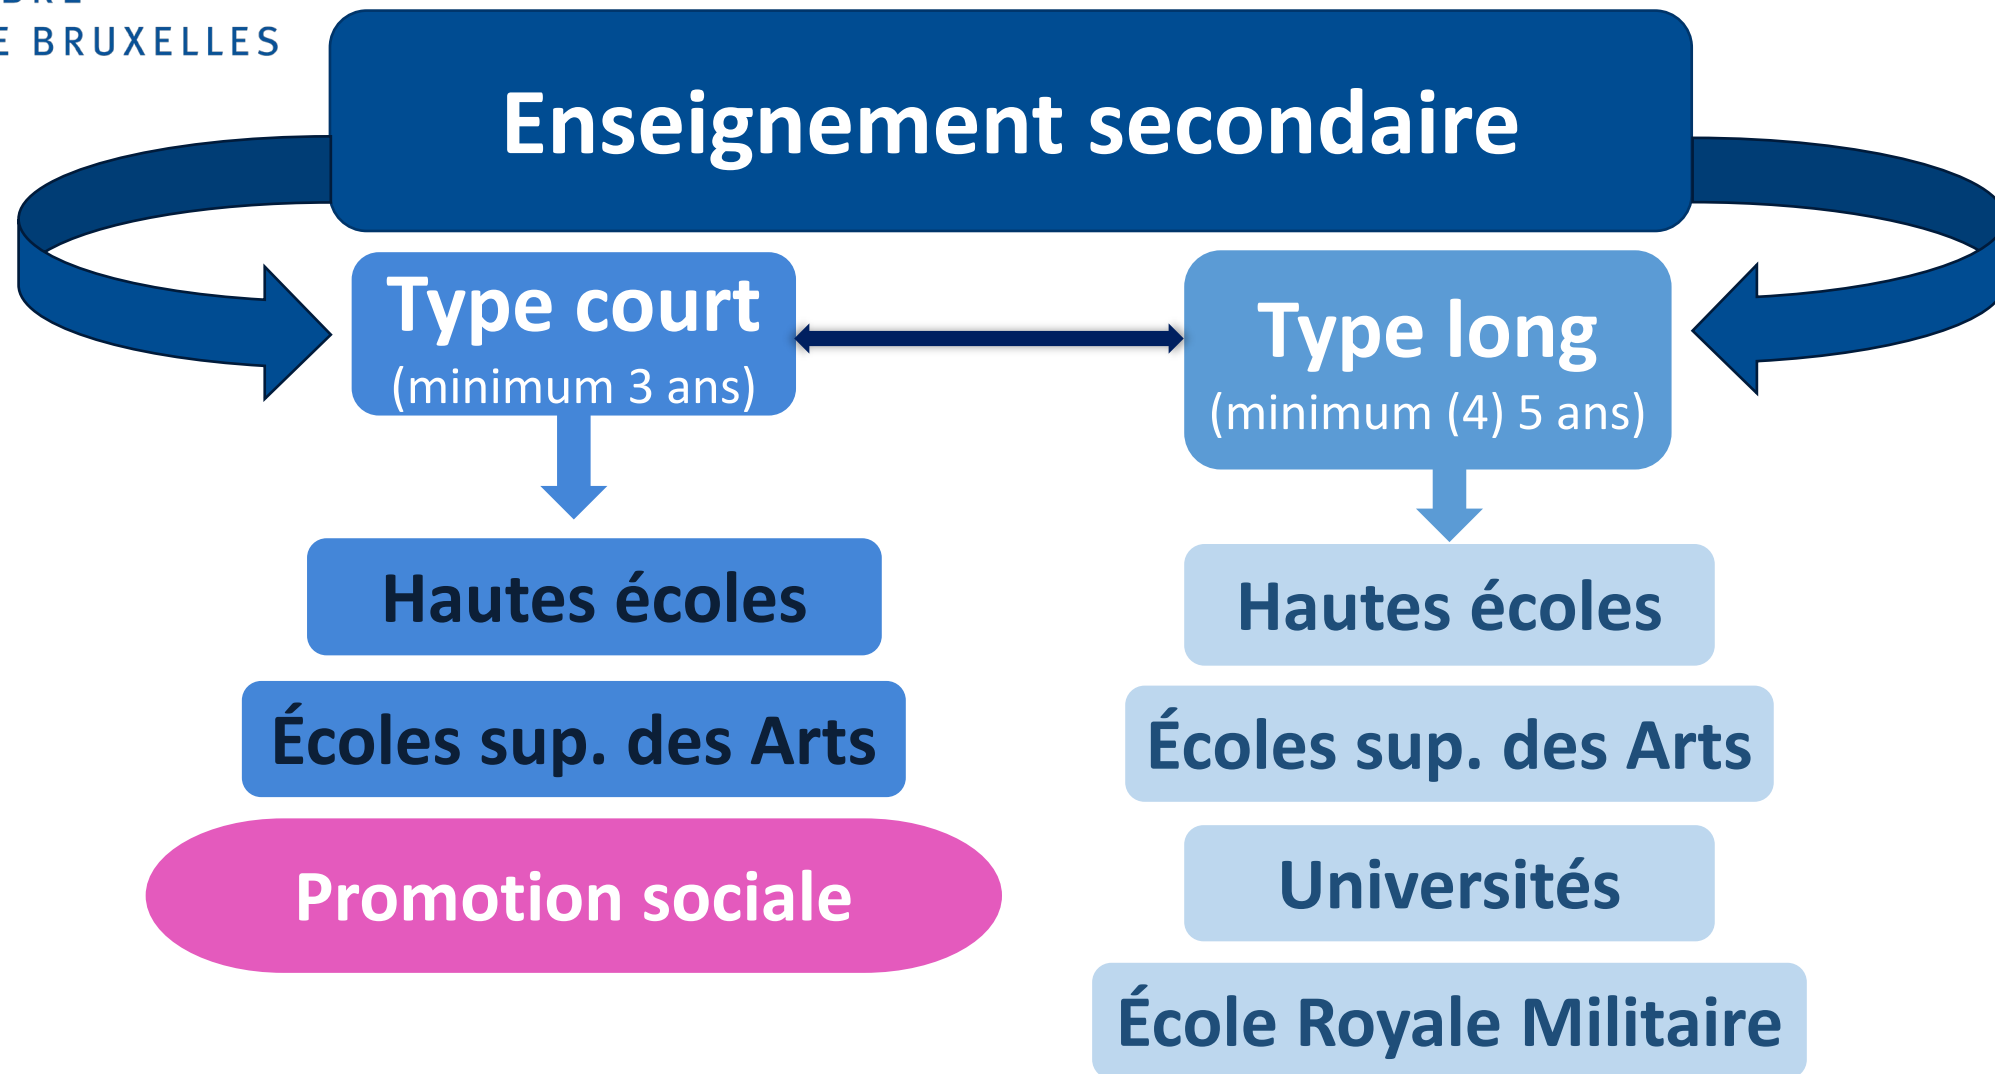 E BRUXELLES
Enseignement secondaire
Type court
(minimum 3 ans)
Type long
(minimum (4) 5 ans)
Hautes écoles
Écoles sup. des Arts
Promotion sociale
Hautes écoles
Écoles sup. des Arts
Universités
École Royale Militaire